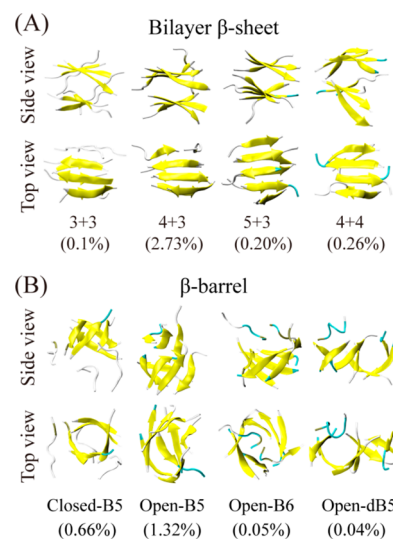 (A) Bilayer β-sheet
Side view
Top view
3+3 4+3 5+3 4+4
(0.1%) (2.73%) (0.20%) (0.26%)
(B) β-barrel
Side view
Top view
Closed-B5 Open-B5 Open-B6 Open-dB5
(0.66%) (1.32%) (0.05%) (0.04%)